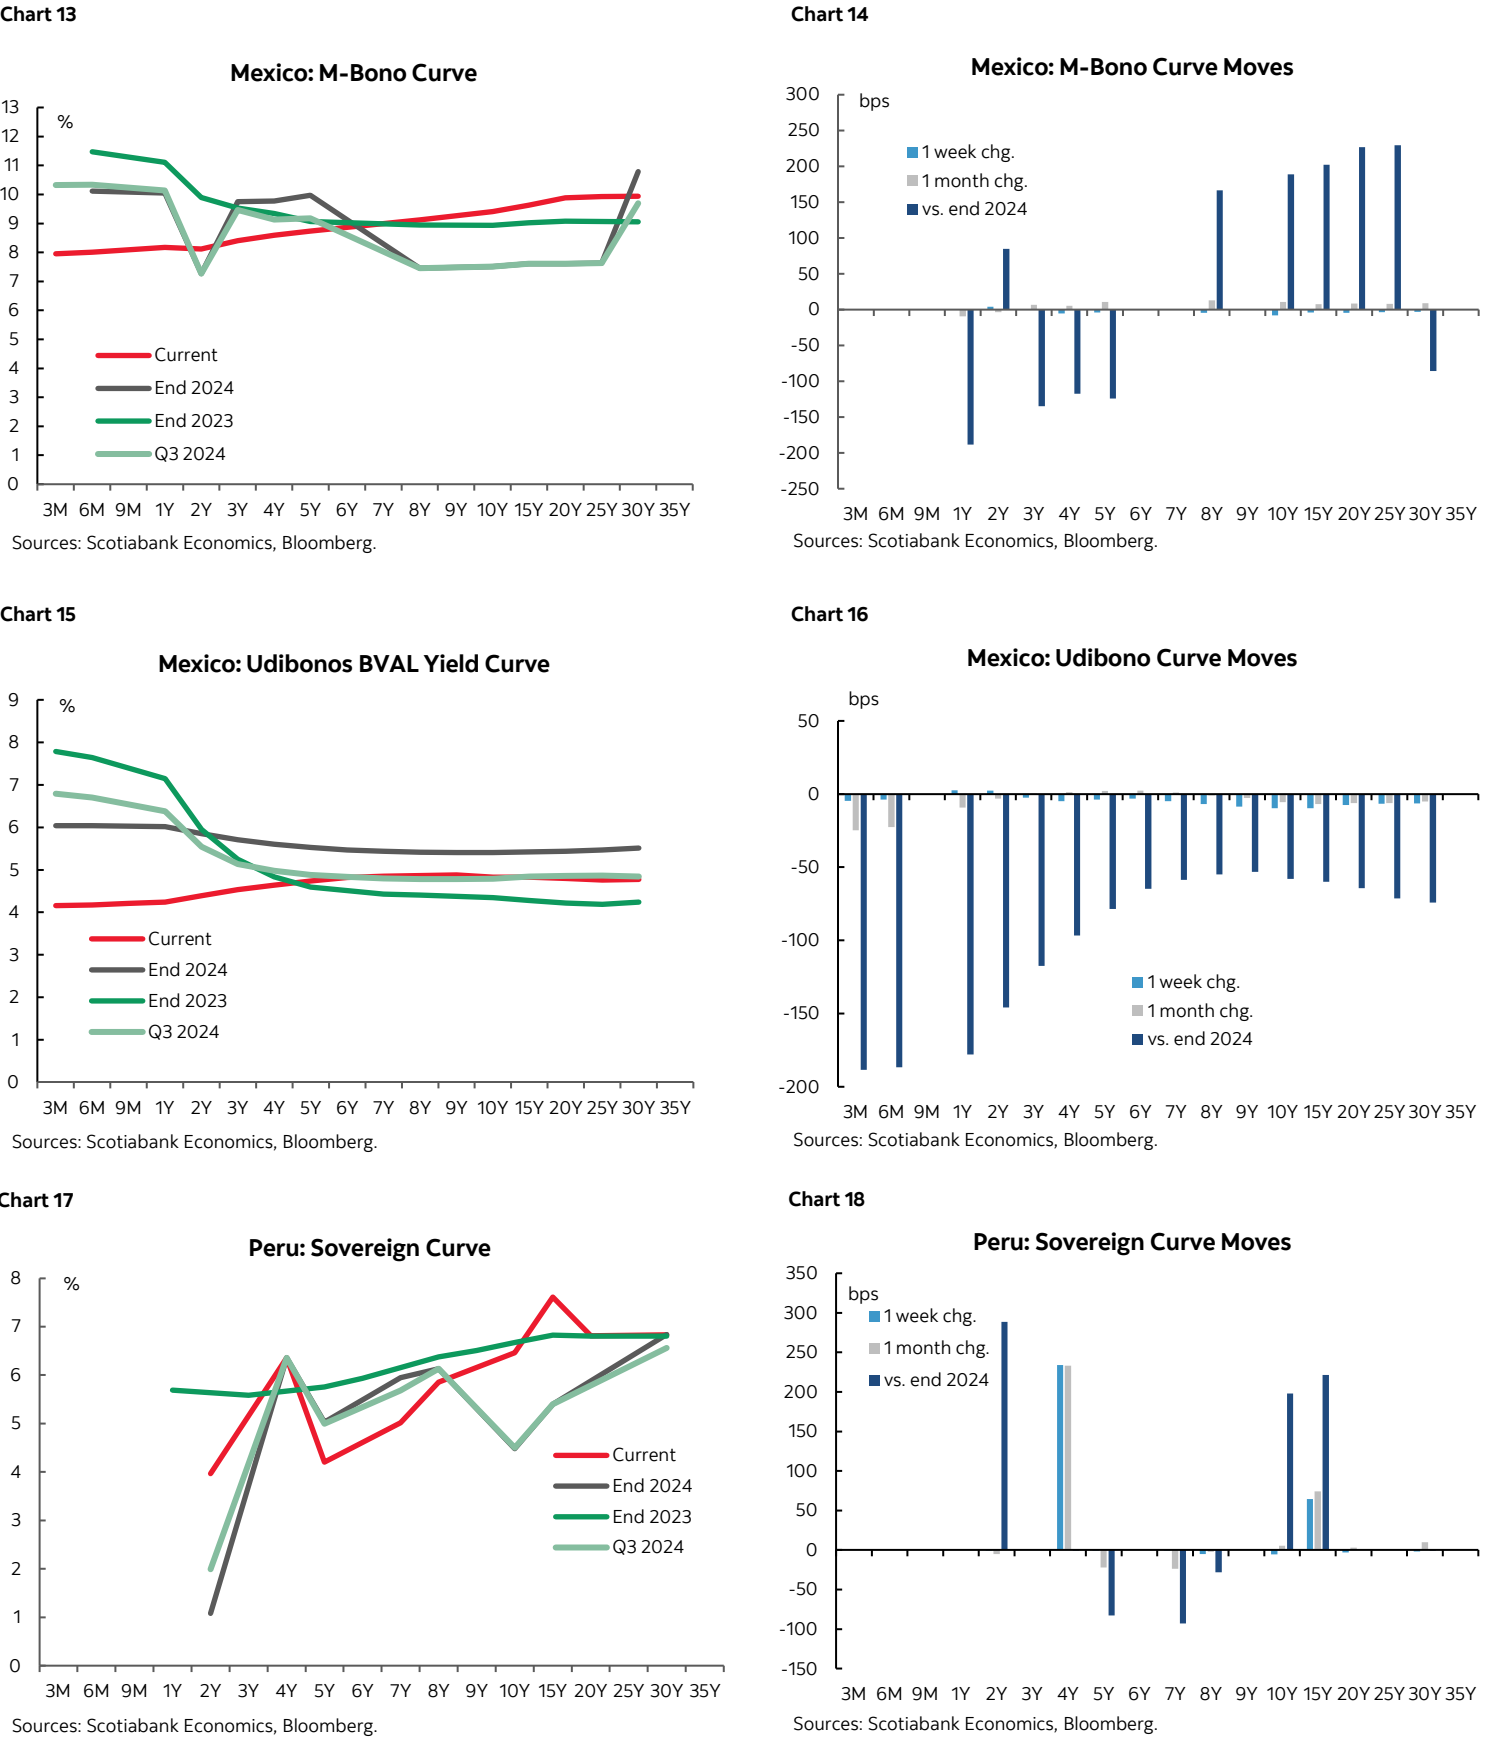 Chart 13
Mexico: M-Bono Curve
%
13
12
11
10
9
8
7
6
5
4
3
2
1
0
Current
End 2024
End 2023
Q3 2024
3M 6M 9M 1Y 2Y 3Y 4Y 5Y 6Y 7Y 8Y 9Y 10Y 15Y 20Y 25Y 30Y 35Y
Sources: Scotiabank Economics, Bloomberg.
Chart 14
Mexico: M-Bono Curve Moves
bps
300
250
200
150
100
50
0
-50
-100
-150
-200
-250
1 week chg.
1 month chg.
vs. end 2024
3M 6M 9M 1Y 2Y 3Y 4Y 5Y 6Y 7Y 8Y 9Y 10Y 15Y 20Y 25Y 30Y 35Y
Sources: Scotiabank Economics, Bloomberg.
Chart 15
Mexico: Udibonos BVAL Yield Curve
%
9
8
7
6
5
4
3
2
1
0
Current
End 2024
End 2023
Q3 2024
3M 6M 9M 1Y 2Y 3Y 4Y 5Y 6Y 7Y 8Y 9Y 10Y 15Y 20Y 25Y 30Y 35Y
Sources: Scotiabank Economics, Bloomberg.
Chart 16
Mexico: Udibono Curve Moves
bps
50
0
-50
-100
-150
-200
1 week chg.
1 month chg.
vs. end 2024
3M 6M 9M 1Y 2Y 3Y 4Y 5Y 6Y 7Y 8Y 9Y 10Y 15Y 20Y 25Y 30Y 35Y
Sources: Scotiabank Economics, Bloomberg.
Chart 17
Peru: Sovereign Curve
%
8
7
6
5
4
3
2
1
0
Current
End 2024
End 2023
Q3 2024
3M 6M 9M 1Y 2Y 3Y 4Y 5Y 6Y 7Y 8Y 9Y 10Y 15Y 20Y 25Y 30Y 35Y
Sources: Scotiabank Economics, Bloomberg.
Chart 18
Peru: Sovereign Curve Moves
bps
350
300
250
200
150
100
50
0
-50
-100
-150
1 week chg.
1 month chg.
vs. end 2024
3M 6M 9M 1Y 2Y 3Y 4Y 5Y 6Y 7Y 8Y 9Y 10Y 15Y 20Y 25Y 30Y 35Y
Sources: Scotiabank Economics, Bloomberg.